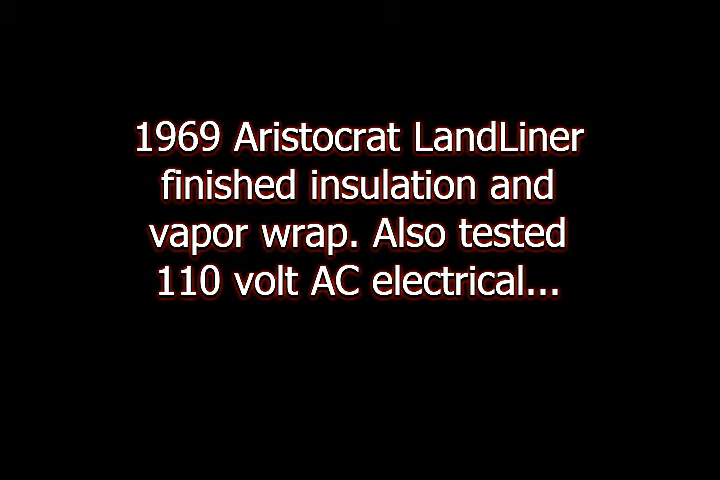 1969 Aristocrat LandLiner
finished insulation and
vapor wrap. Also tested
110 volt AC electrical...